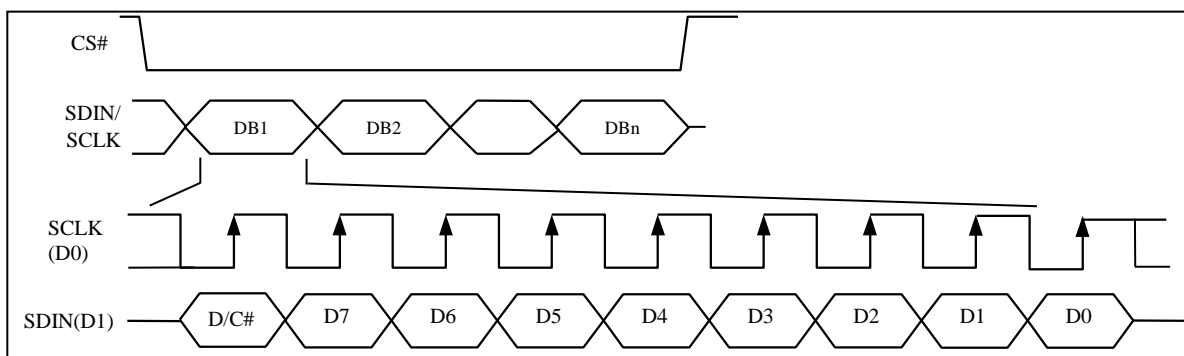 CS#
SDIN/
SCLK
DB1 DB2 DBn
SCLK
(D0)
SDIN(D1) D/C# D7 D6 D5 D4 D3 D2 D1 D0